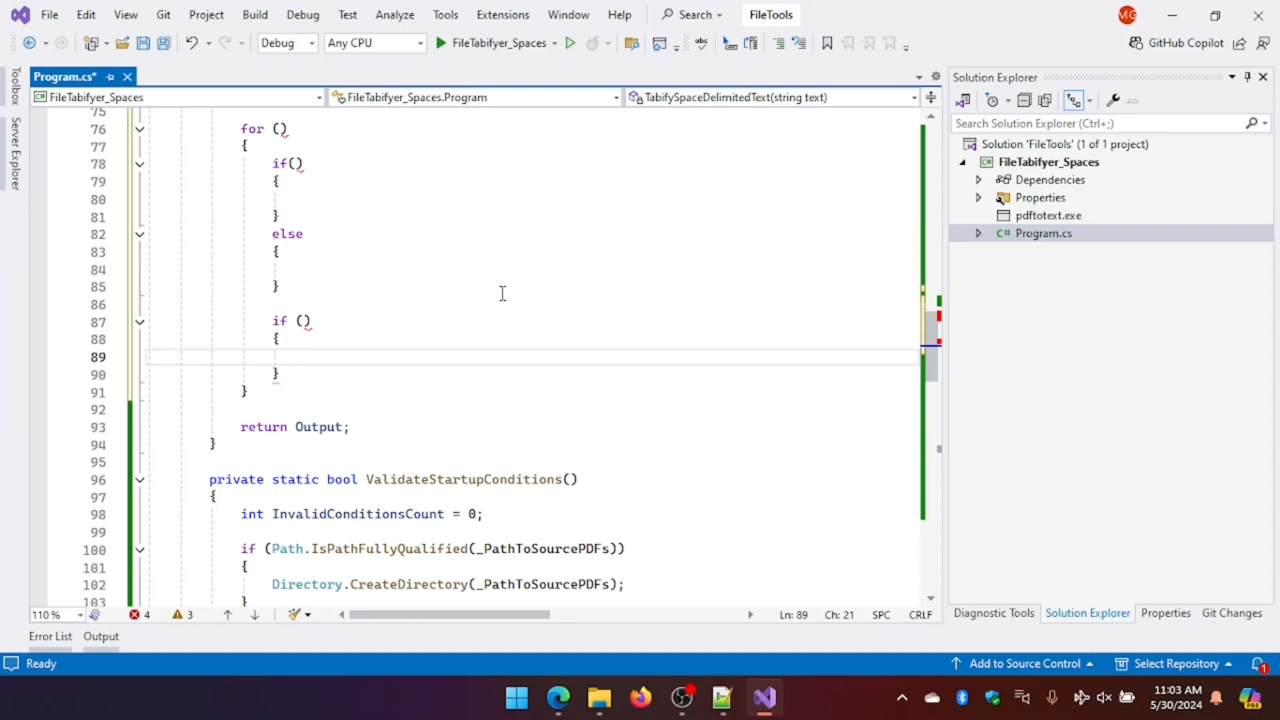 File Edit View Git Project Build Debug Test Analyze Tools Extensions Window Help Search FileTools MG
Debug Any CPU FileTabifyer_Spaces GitHub Copilot
Program.cs* Solution Explorer
FileTabifyer_Spaces FileTabifyer_Spaces.Program TabifySpaceDelimitedText(string text)
Toolbox
Server Explorer
Search Solution Explorer (Ctrl+;)
Solution 'FileTools' (1 of 1 project)
FileTabifyer_Spaces
Dependencies
Properties
pdftotext.exe
C# Program.cs
75
76 for ()
77 {
78 if()
79 {
80
81 }
82 else
83 {
84
85 }
86
87 if ()
88 {
89
90 }
91 }
92
93 return Output;
94 }
95
96 private static bool ValidateStartupConditions()
97 {
98 int InvalidConditionsCount = 0;
99
100 if (Path.IsPathFullyQualified(_PathToSourcePDFs))
101 {
102 Directory.CreateDirectory(_PathToSourcePDFs);
103 }
110 % 4 3 Ln: 89 Ch: 21 SPC CRLF
Diagnostic Tools Solution Explorer Properties Git Changes
Error List Output
Ready Add to Source Control Select Repository 1
11:03 AM
5/30/2024
PRE